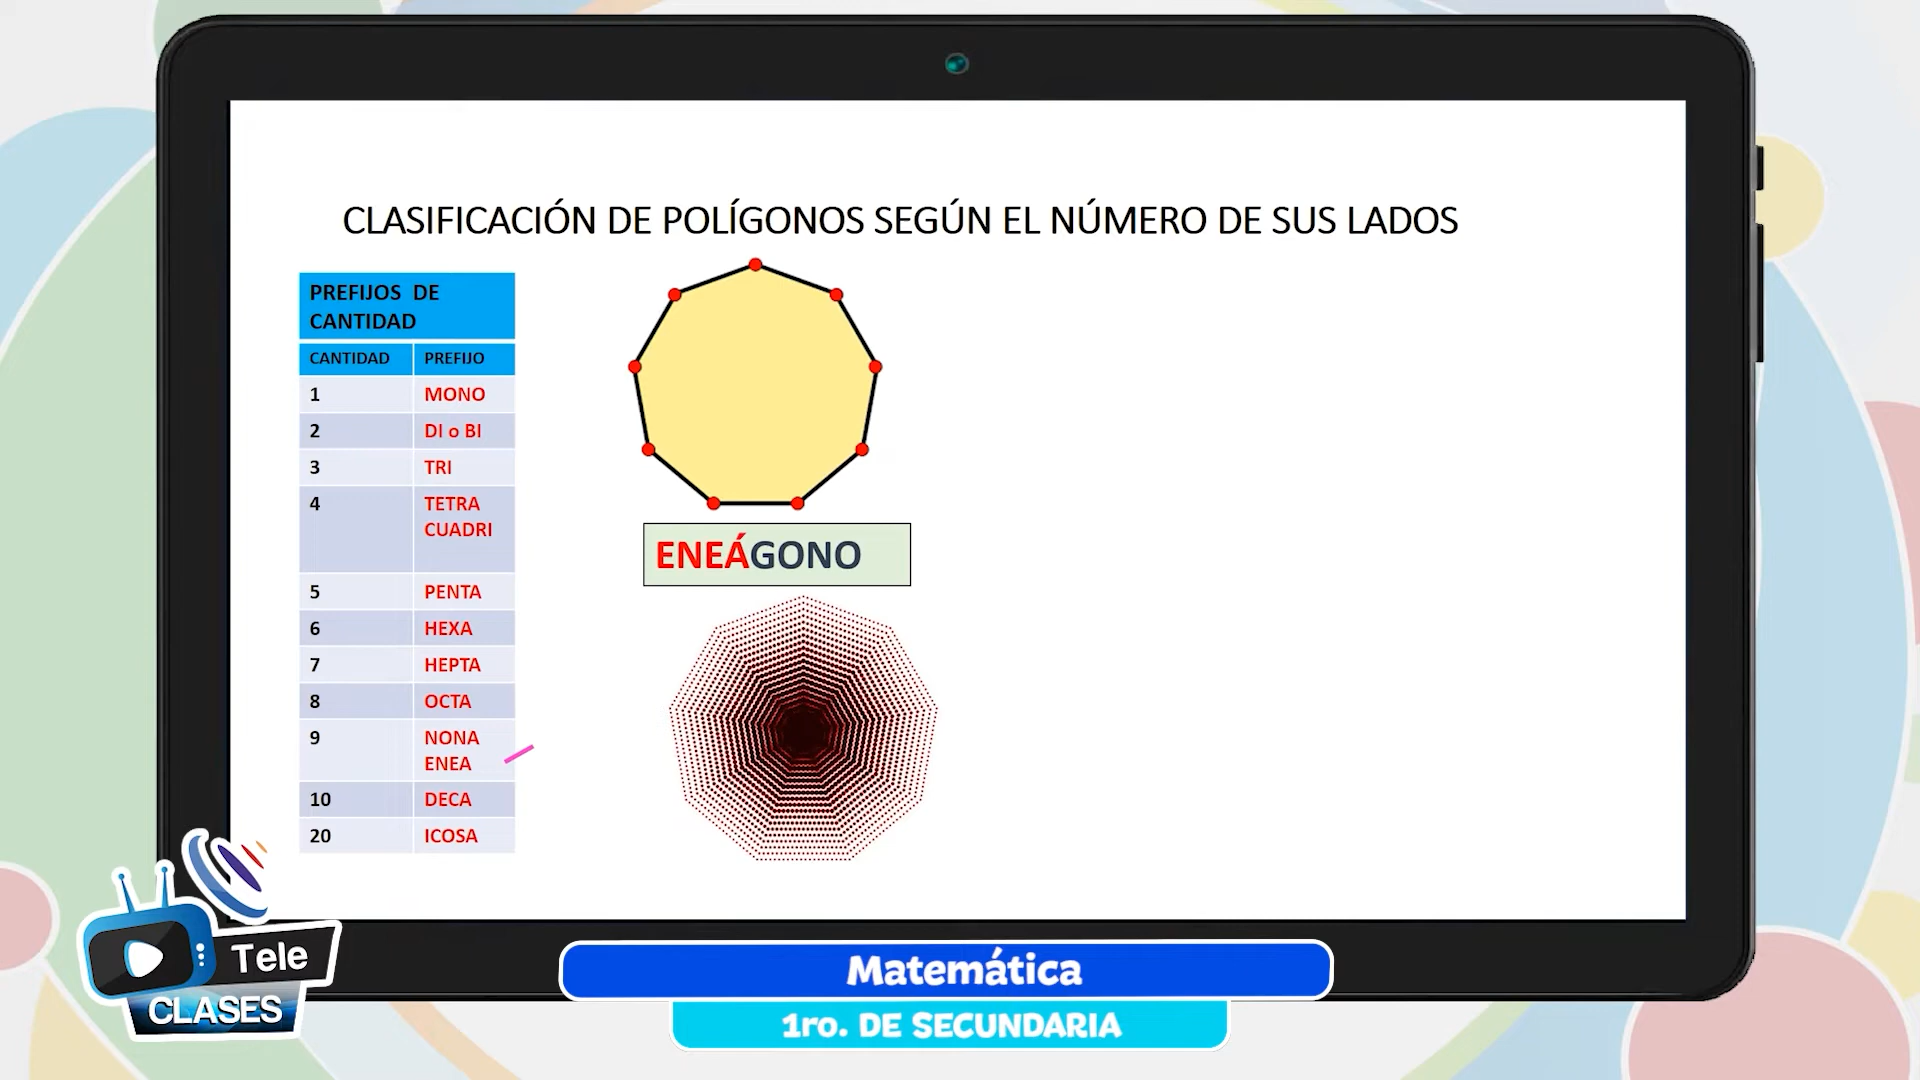 CLASIFICACIÓN DE POLÍGONOS SEGÚN EL NÚMERO DE SUS LADOS
PREFIJOS DE
CANTIDAD
CANTIDAD PREFIJO
1 MONO
2 DI o BI
3 TRI
4 TETRA
CUADRI
5 PENTA
6 HEXA
7 HEPTA
8 OCTA
9 NONA
ENEA
10 DECA
20 ICOSA
ENEÁGONO
Tele
CLASES
Matemática
1ro. DE SECUNDARIA